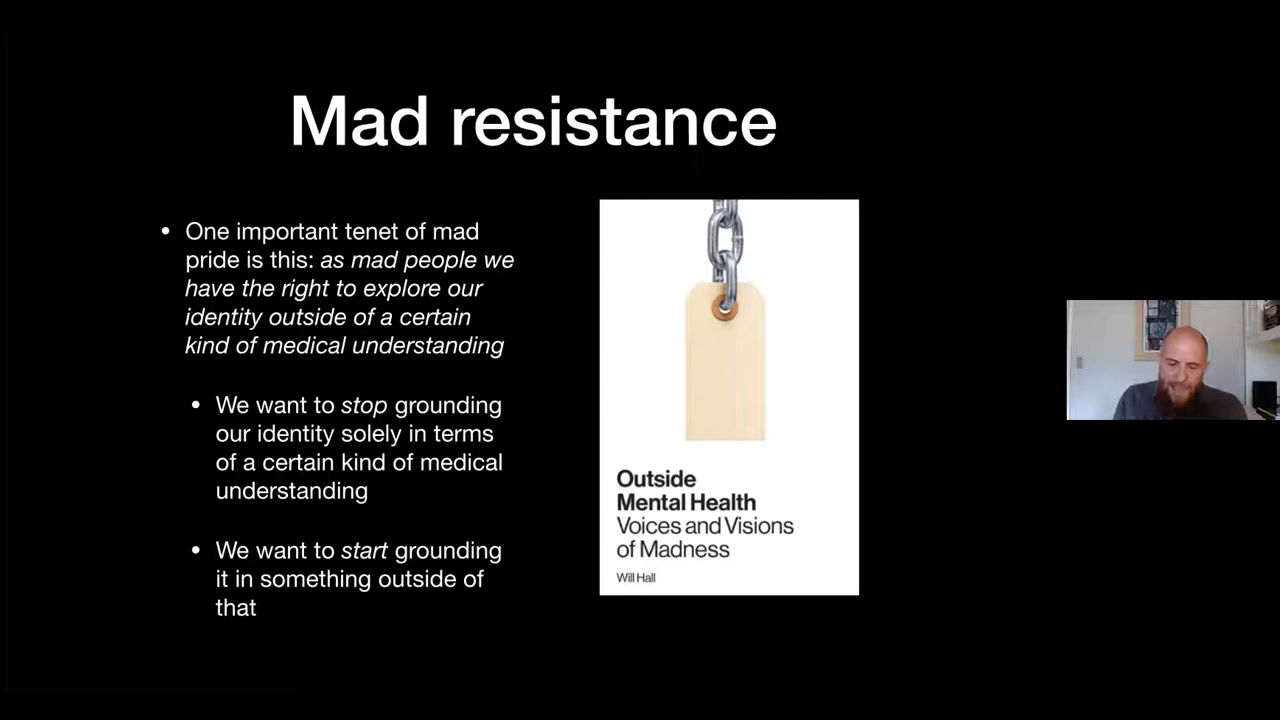 Mad resistance
• One important tenet of mad
pride is this: as mad people we
have the right to explore our
identity outside of a certain
kind of medical understanding
• We want to stop grounding
our identity solely in terms
of a certain kind of medical
understanding
• We want to start grounding
it in something outside of
that
Outside
Mental Health
Voices and Visions
of Madness
Will Hall